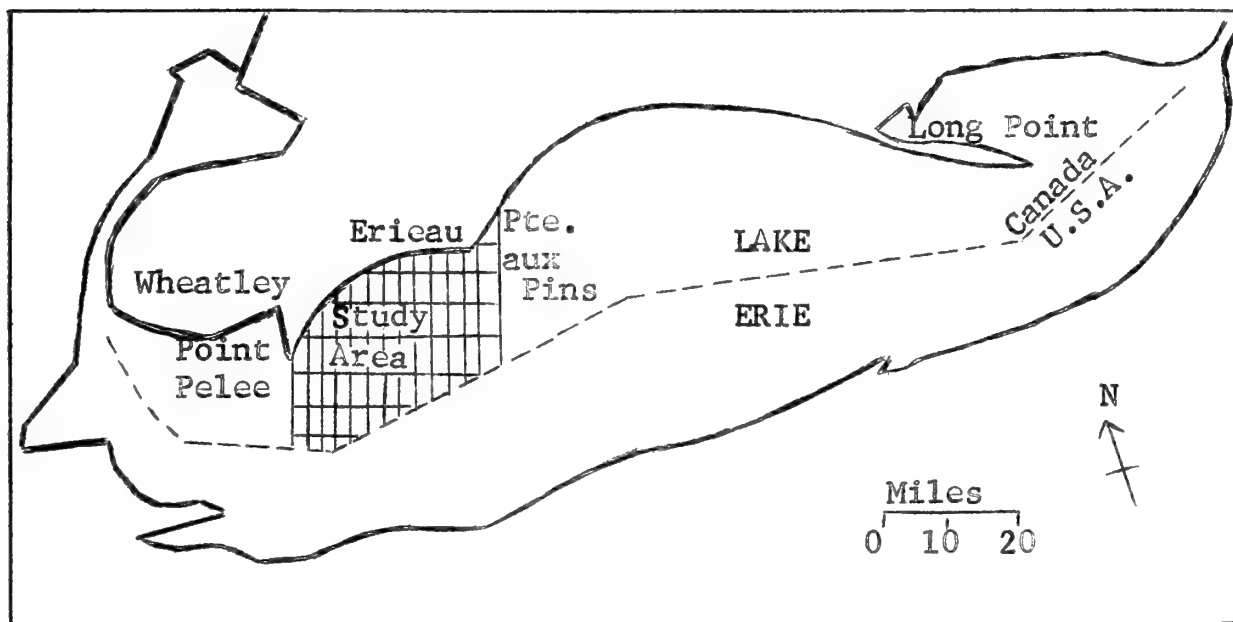 Long Point
Canada
U.S.A.
Erieau
Pte.
aux
Pins
LAKE
ERIE
Wheatley
Study
Area
Point
Pelee
N
Miles
0 10 20